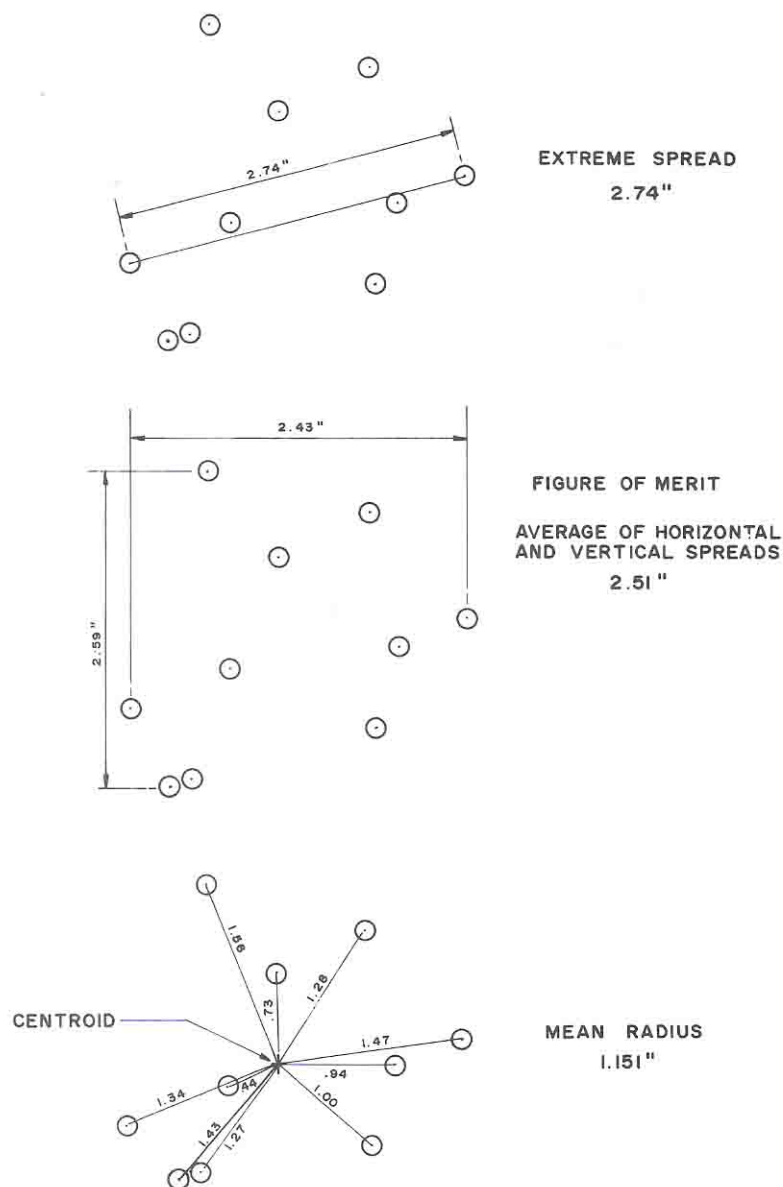 2.74"
EXTREME SPREAD
2.74"
2.43"
2.59"
FIGURE OF MERIT
AVERAGE OF HORIZONTAL
AND VERTICAL SPREADS
2.51"
1.56
1.28
.73
CENTROID
1.47
.94
MEAN RADIUS
1.151"
1.34
.44
1.00
1.43
1.27